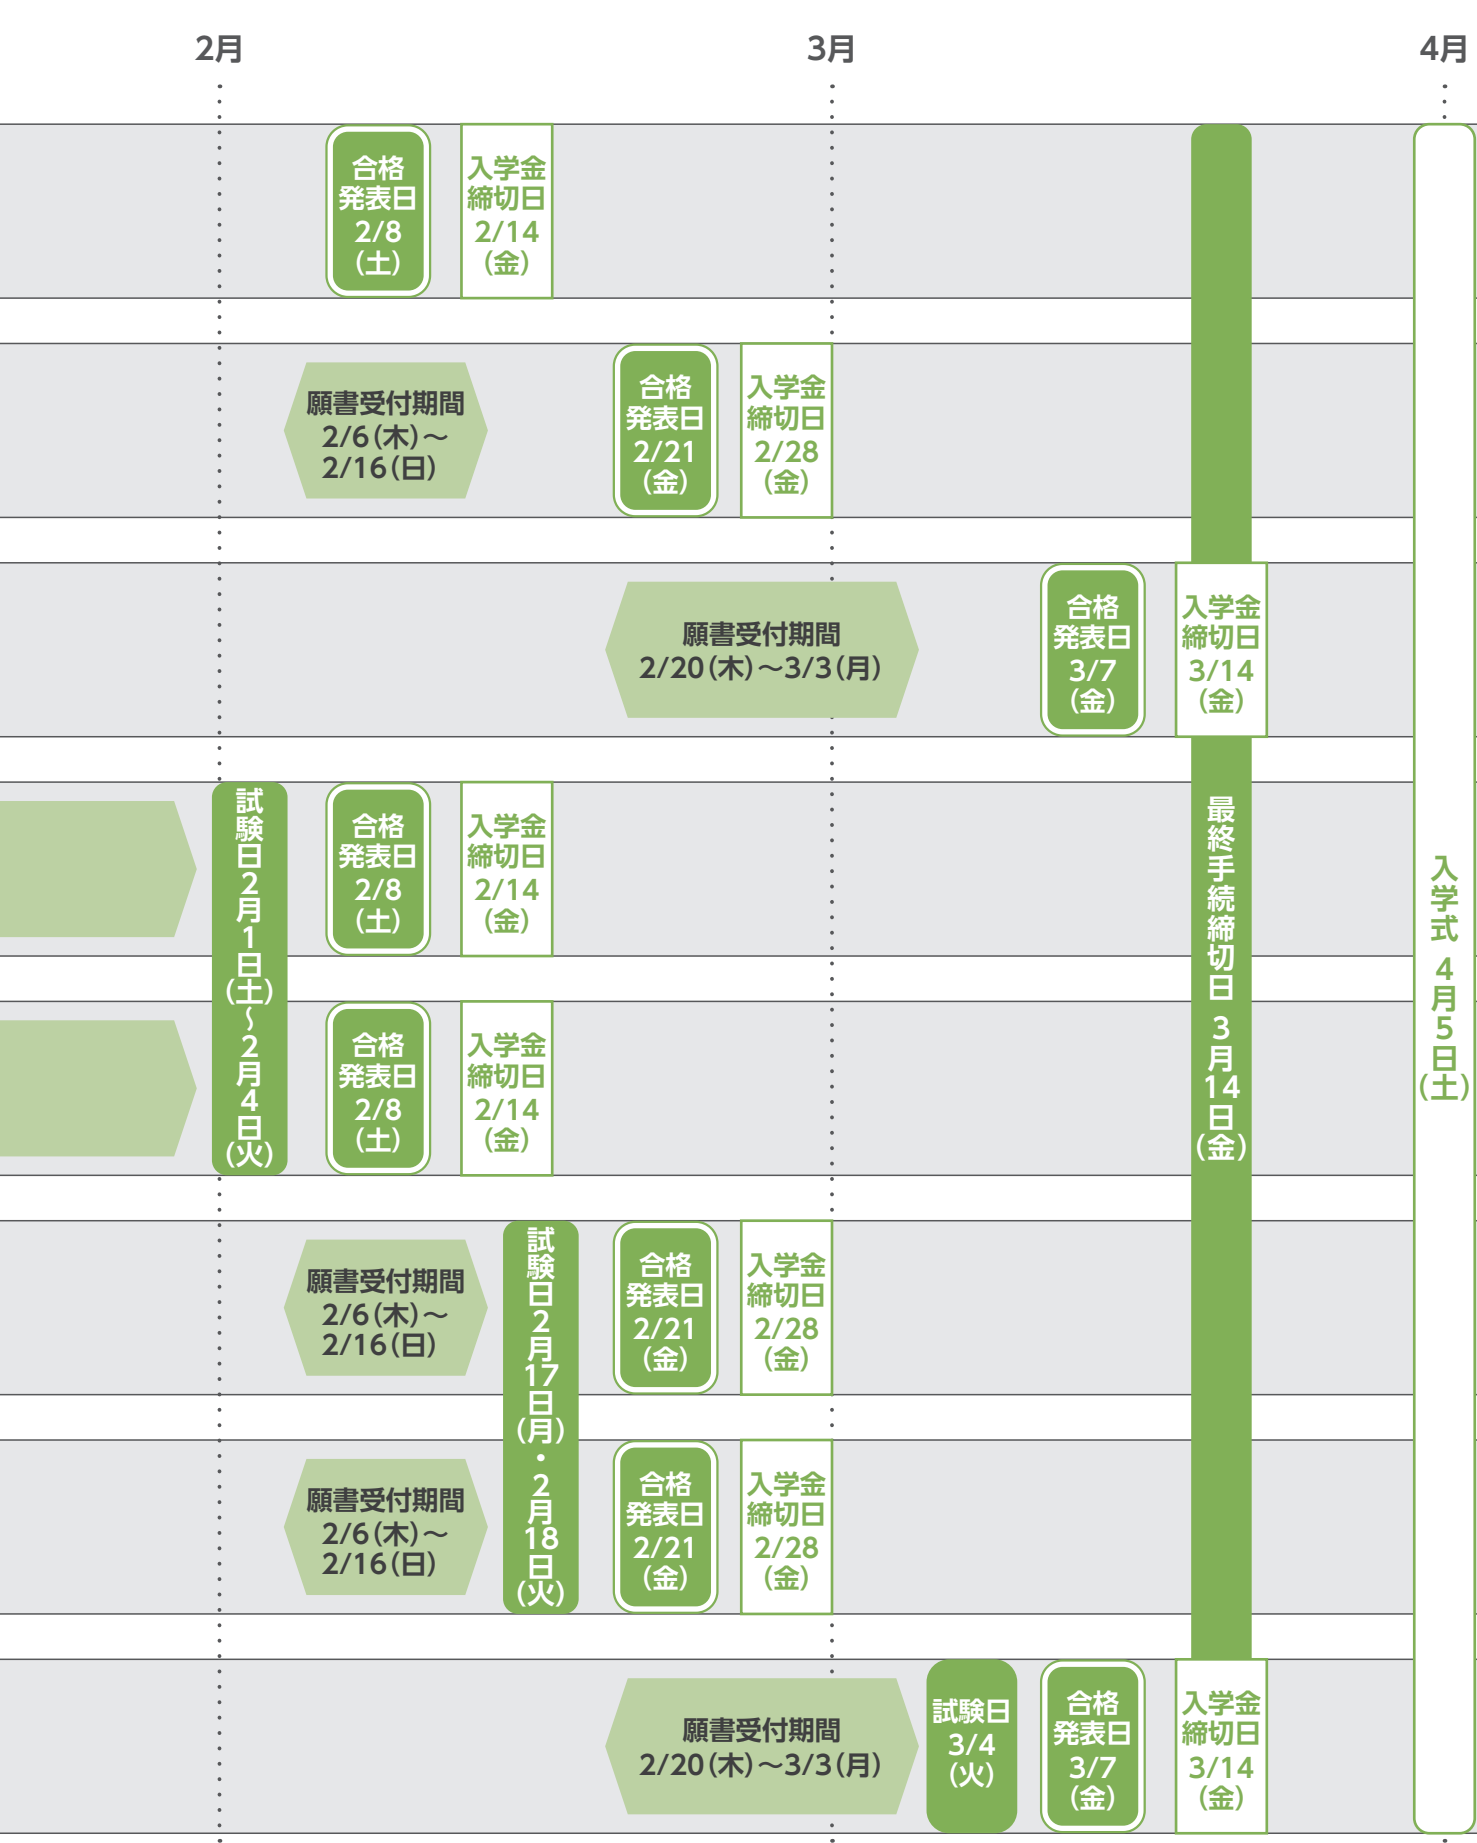 2月
3月
4月
合格
発表日
2/8
(土)
入学金
締切日
2/14
(金)
願書受付期間
2/6(木)〜
2/16(日)
合格
発表日
2/21
(金)
入学金
締切日
2/28
(金)
願書受付期間
2/20(木)〜3/3(月)
合格
発表日
3/7
(金)
入学金
締切日
3/14
(金)
試験日2月1日(土)〜2月4日(火)
合格
発表日
2/8
(土)
入学金
締切日
2/14
(金)
合格
発表日
2/8
(土)
入学金
締切日
2/14
(金)
最終手続締切日 3月14日(金)
入学式 4月5日(土)
願書受付期間
2/6(木)〜
2/16(日)
試験日2月17日(月)・2月18日(火)
合格
発表日
2/21
(金)
入学金
締切日
2/28
(金)
願書受付期間
2/6(木)〜
2/16(日)
合格
発表日
2/21
(金)
入学金
締切日
2/28
(金)
願書受付期間
2/20(木)〜3/3(月)
試験日
3/4
(火)
合格
発表日
3/7
(金)
入学金
締切日
3/14
(金)